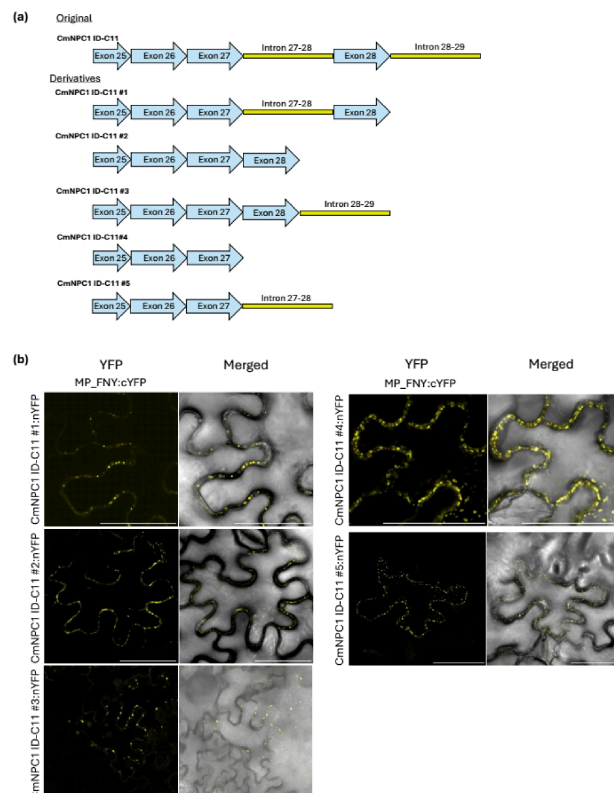 (a)
Original
CmNPC1 ID-C11
Exon 25 Exon 26 Exon 27 Intron 27-28 Exon 28 Intron 28-29
Derivatives
CmNPC1 ID-C11 #1
Exon 25 Exon 26 Exon 27 Intron 27-28 Exon 28
CmNPC1 ID-C11 #2
Exon 25 Exon 26 Exon 27 Exon 28
CmNPC1 ID-C11 #3
Exon 25 Exon 26 Exon 27 Exon 28 Intron 28-29
CmNPC1 ID-C11#4
Exon 25 Exon 26 Exon 27
CmNPC1 ID-C11 #5
Exon 25 Exon 26 Exon 27 Intron 27-28
(b)
YFP Merged
MP_FNY:cYFP
CmNPC1 ID-C11 #1:nYFP
CmNPC1 ID-C11 #2:nYFP
CmNPC1 ID-C11 #3:nYFP
YFP Merged
MP_FNY:cYFP
CmNPC1 ID-C11 #4:nYFP
CmNPC1 ID-C11 #5:nYFP